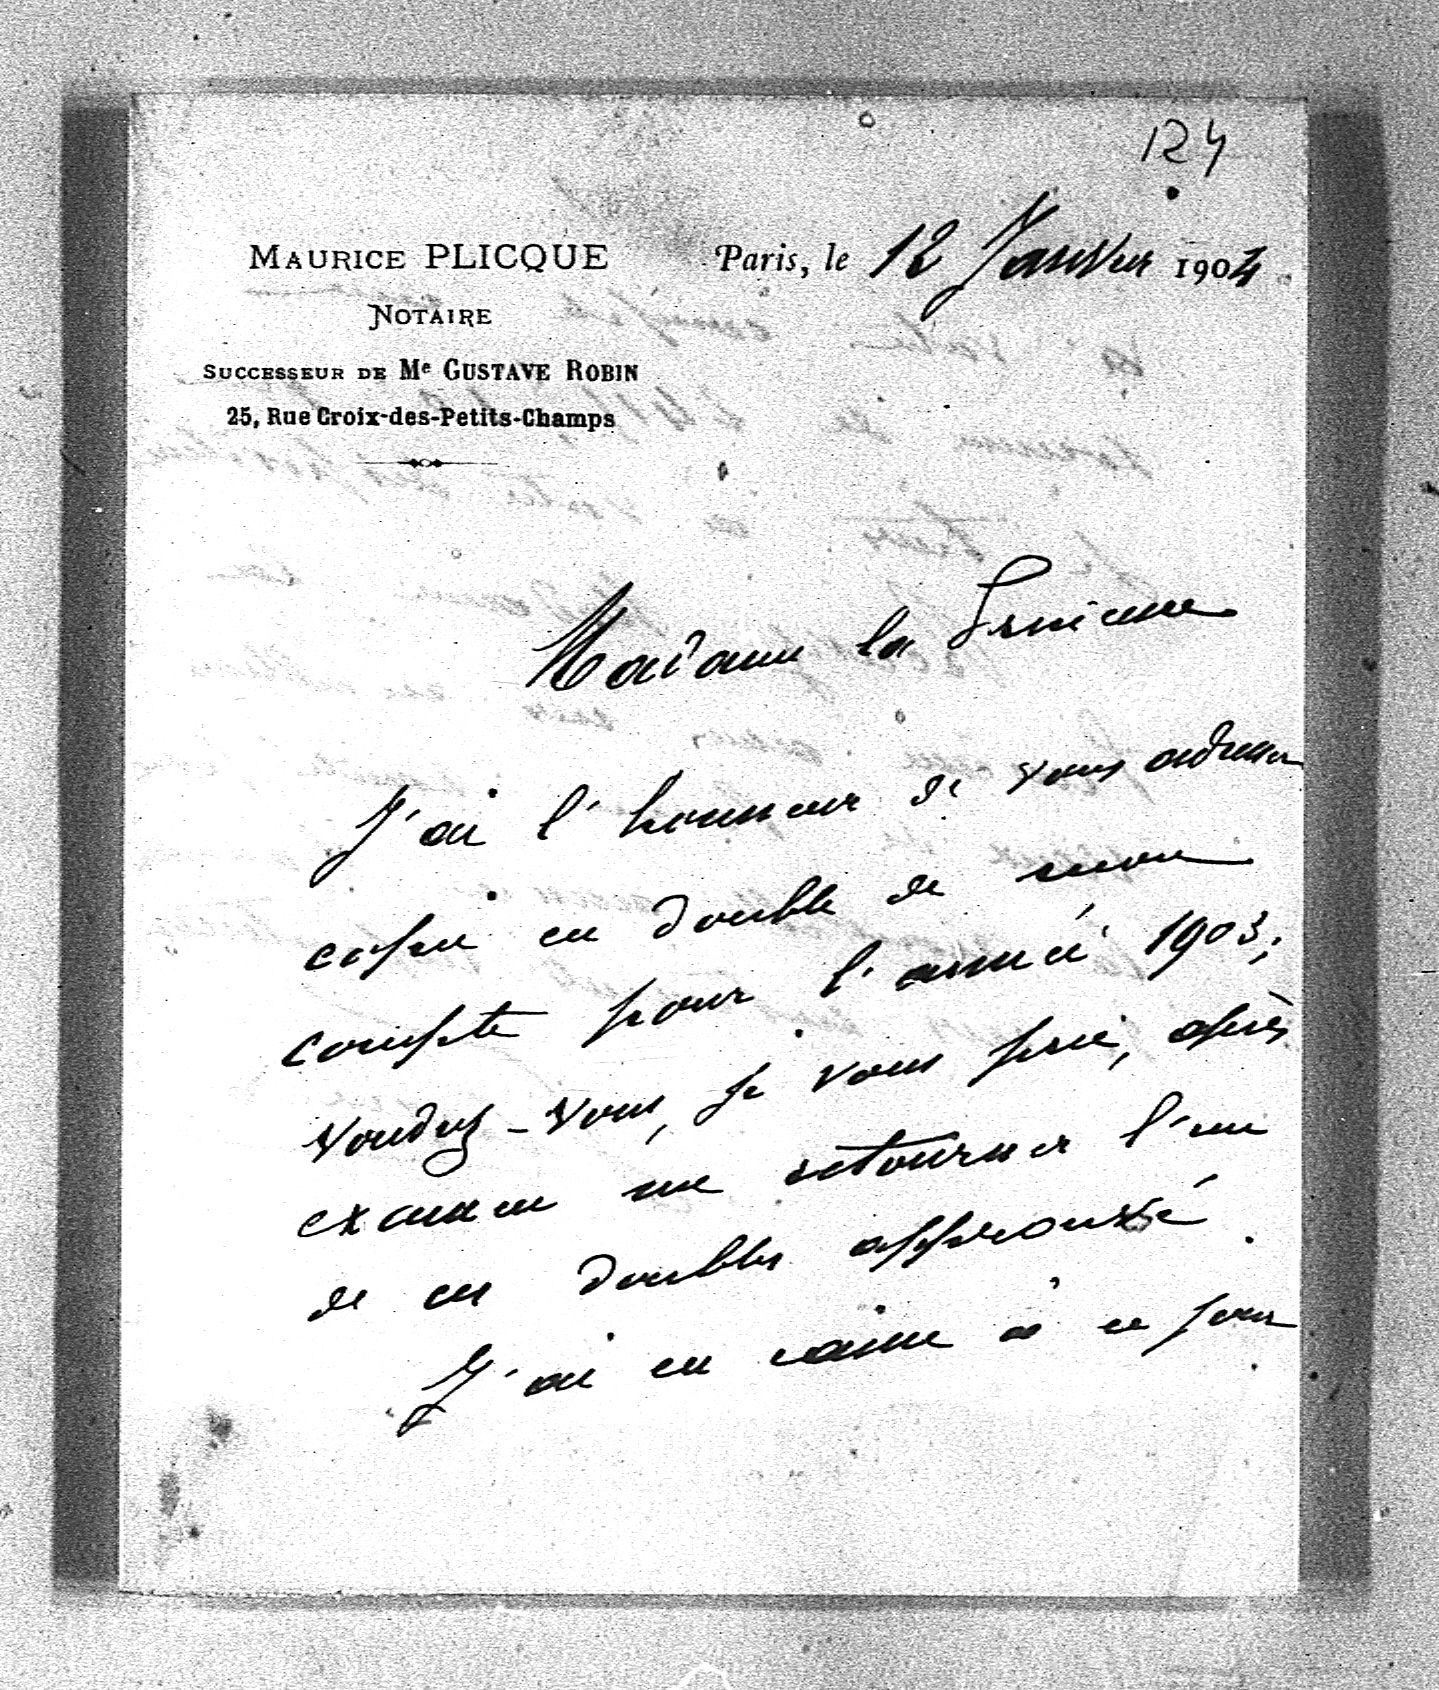 124
MAURICE PLICQUE
NOTAIRE
SUCCESSEUR DE Me GUSTAVE ROBIN
25, Rue Croix-des-Petits-Champs
Paris, le 12 Janvier 1904
Madame la Princesse
J'ai l'honneur de vous adresser
copie en double de mon
compte pour l'année 1903;
voudrez-vous, je vous prie, après
examen me retourner l'un
de ces doubles approuvé.
J'ai en caisse à ce jour